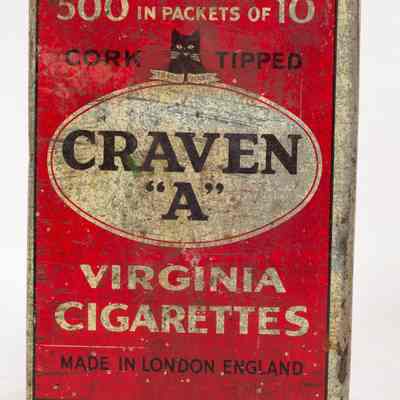 500 IN PACKETS OF 10
CORK TIPPED
CRAVEN
"A"
VIRGINIA
CIGARETTES
MADE IN LONDON ENGLAND